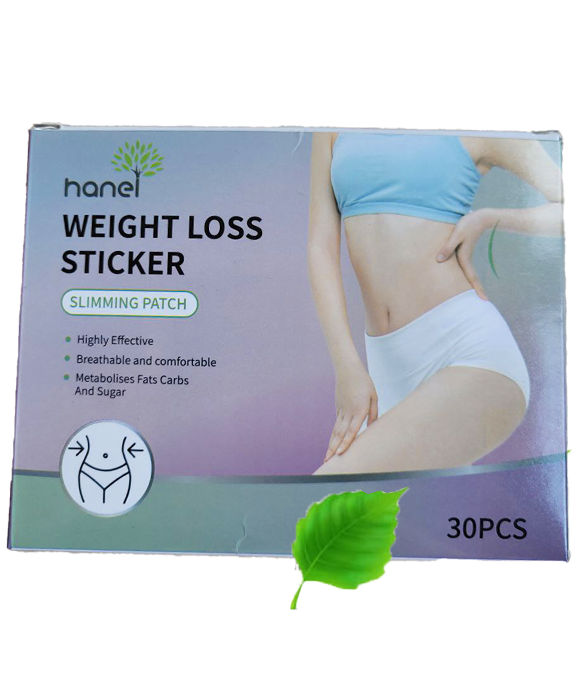 hanel
WEIGHT LOSS
STICKER
SLIMMING PATCH
Highly Effective
Breathable and comfortable
Metabolises Fats Carbs
And Sugar
30PCS